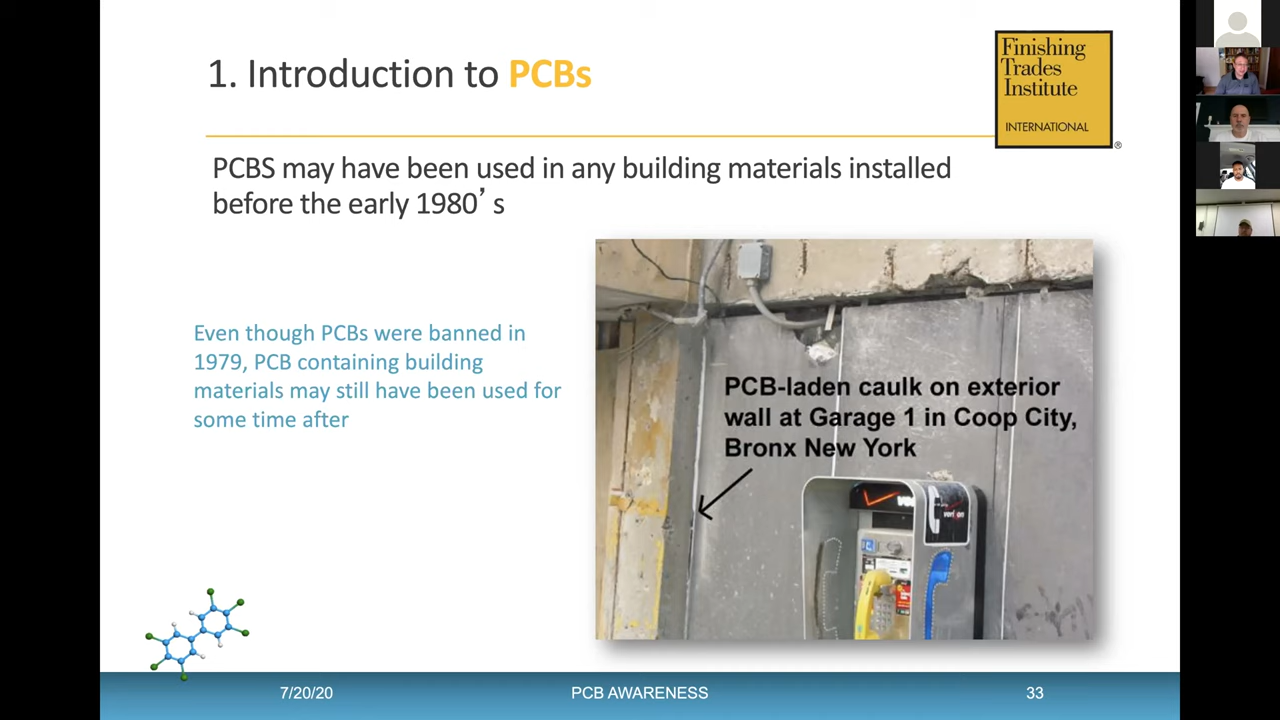 1. Introduction to PCBs
Finishing
Trades
Institute
INTERNATIONAL
®
PCBS may have been used in any building materials installed
before the early 1980’ s
Even though PCBs were banned in
1979, PCB containing building
materials may still have been used for
some time after
PCB-laden caulk on exterior
wall at Garage 1 in Coop City,
Bronx New York
verizon
7/20/20
PCB AWARENESS
33